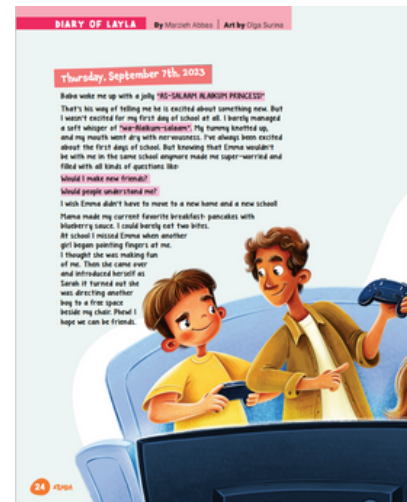 DIARY OF LAYLA By Marzieh Abbas | Art by Olga Surina
Thursday, September 7th, 2023
Baba woke me up with a jolly "AS-SALAAM ALAIKUM PRINCESS!"
That's his way of telling me he is excited about something new. But
I wasn't excited for my first day of school at all. I barely managed
a soft whisper of "wa-Alaikum-salaam". My tummy knotted up,
and my mouth went dry with nervousness. I've always been excited
about the first days of school. But knowing that Emma wouldn't
be with me in the same school anymore made me super-worried and
filled with all kinds of questions like:
Would I make new friends?
Would people understand me?
I wish Emma didn't have to move to a new home and a new school!
Mama made my current favorite breakfast: pancakes with
blueberry sauce. I could barely eat two bites.
At school I missed Emma when another
girl began pointing fingers at me.
I thought she was making fun
of me. Then she came over
and introduced herself as
Sarah it turned out she
was directing another
boy to a free space
beside my chair. Phew! I
hope we can be friends.
24